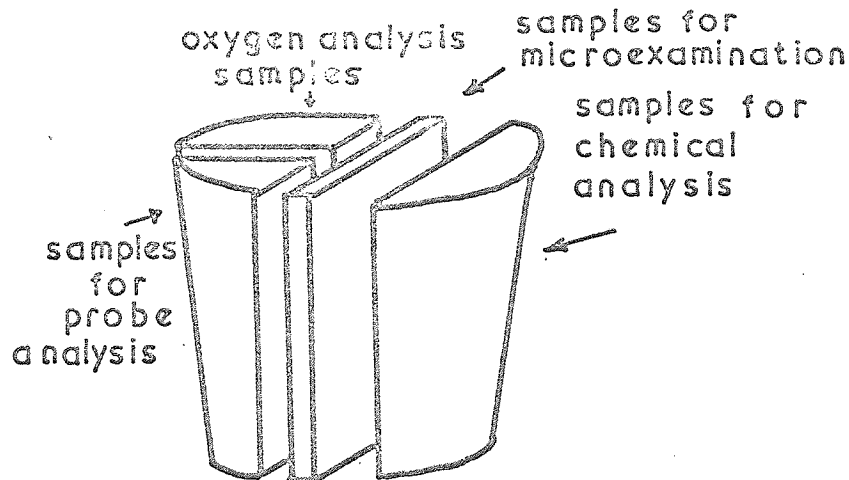 oxygen analysis
samples
samples for
microexamination
samples for
chemical
analysis
samples
for
probe
analysis